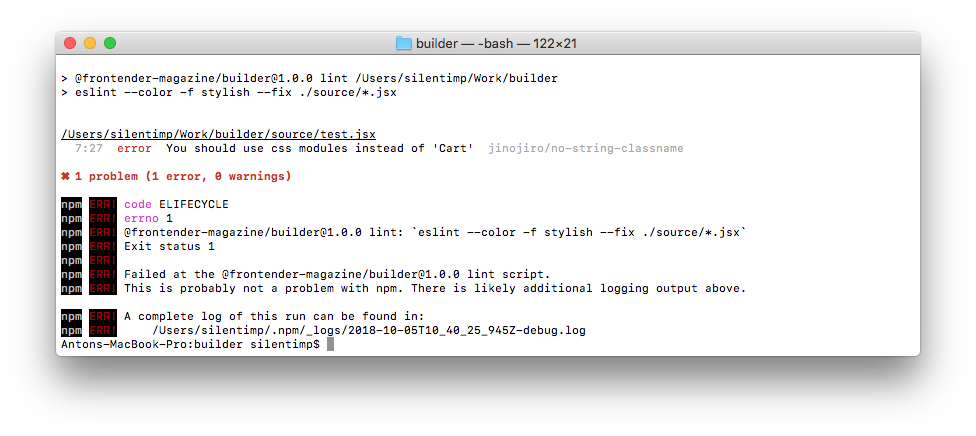 builder — -bash — 122×21
> @frontender-magazine/builder@1.0.0 lint /Users/silentimp/Work/builder
> eslint --color -f stylish --fix ./source/*.jsx
/Users/silentimp/Work/builder/source/test.jsx
7:27  error  You should use css modules instead of 'Cart'  jinojiro/no-string-classname
✖ 1 problem (1 error, 0 warnings)
npm ERR! code ELIFECYCLE
npm ERR! errno 1
npm ERR! @frontender-magazine/builder@1.0.0 lint: `eslint --color -f stylish --fix ./source/*.jsx`
npm ERR! Exit status 1
npm ERR!
npm ERR! Failed at the @frontender-magazine/builder@1.0.0 lint script.
npm ERR! This is probably not a problem with npm. There is likely additional logging output above.
npm ERR! A complete log of this run can be found in:
npm ERR!     /Users/silentimp/.npm/_logs/2018-10-05T10_40_25_945Z-debug.log
Antons-MacBook-Pro:builder silentimp$